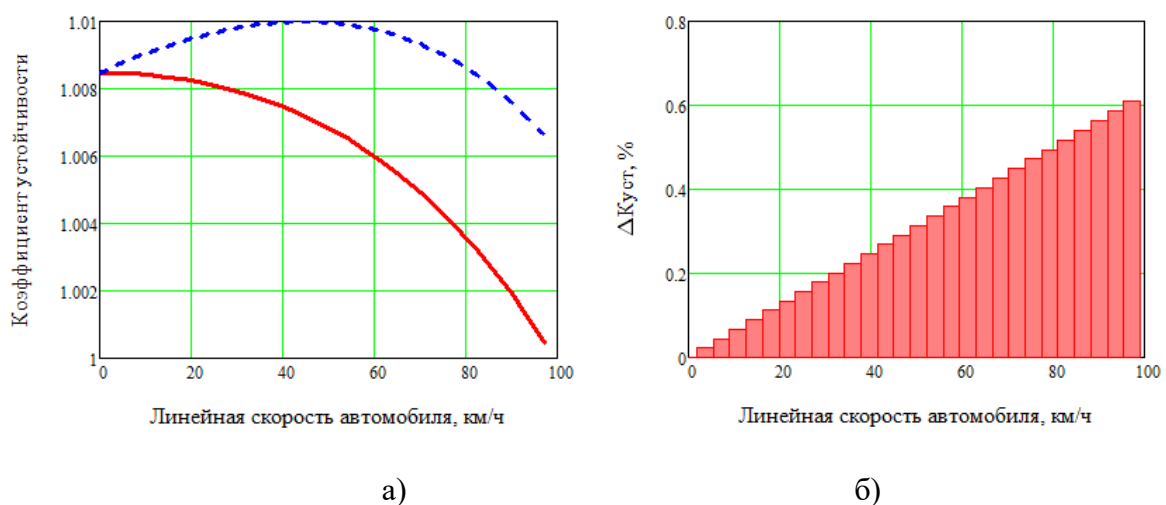 Коэффициент устойчивости
1.01
1.008
1.006
1.004
1.002
1
0 20 40 60 80 100
Линейная скорость автомобиля, км/ч
а)
ΔКуст, %
0.8
0.6
0.4
0.2
0
0 20 40 60 80 100
Линейная скорость автомобиля, км/ч
б)